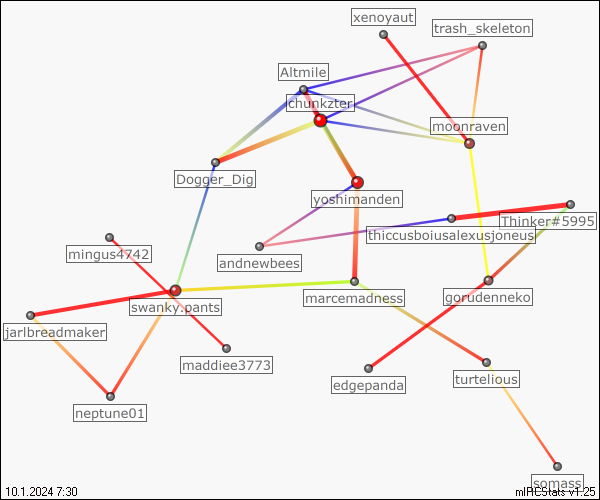 xenoyaut
trash_skeleton
Altmile
chunkzter
moonraven
Dogger_Dig
yoshimanden
Thinker#5995
thiccusboiusalexusjoneus
mingus4742
andnewbees
swanky.pants
marcemadness
gorudenneko
jarlbreadmaker
maddiee3773
edgepanda
turtelious
neptune01
somass
10.1.2024 7:30
mIRCStats v1.25